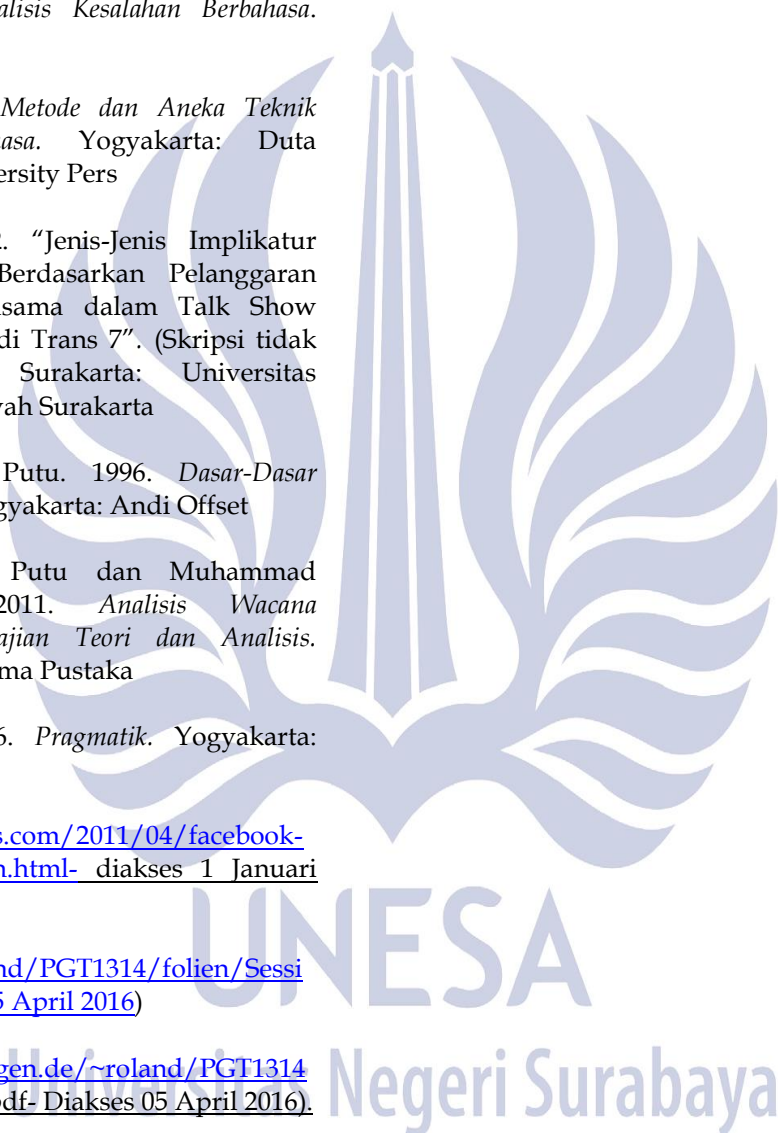 alisis Kesalahan Berbahasa.
Metode dan Aneka Teknik
asa. Yogyakarta: Duta
ersity Pers
. "Jenis-Jenis Implikatur
Berdasarkan Pelanggaran
sama dalam Talk Show
di Trans 7". (Skripsi tidak
Surakarta: Universitas
yah Surakarta
Putu. 1996. Dasar-Dasar
gyakarta: Andi Offset
Putu dan Muhammad
2011. Analisis Wacana
ajian Teori dan Analisis.
ma Pustaka
6. Pragmatik. Yogyakarta:
s.com/2011/04/facebook-
n.html- diakses 1 Januari
nd/PGT1314/folien/Sessi
5 April 2016)
gen.de/~roland/PGT1314
pdf- Diakses 05 April 2016).
UNESA
Universitas Negeri Surabaya